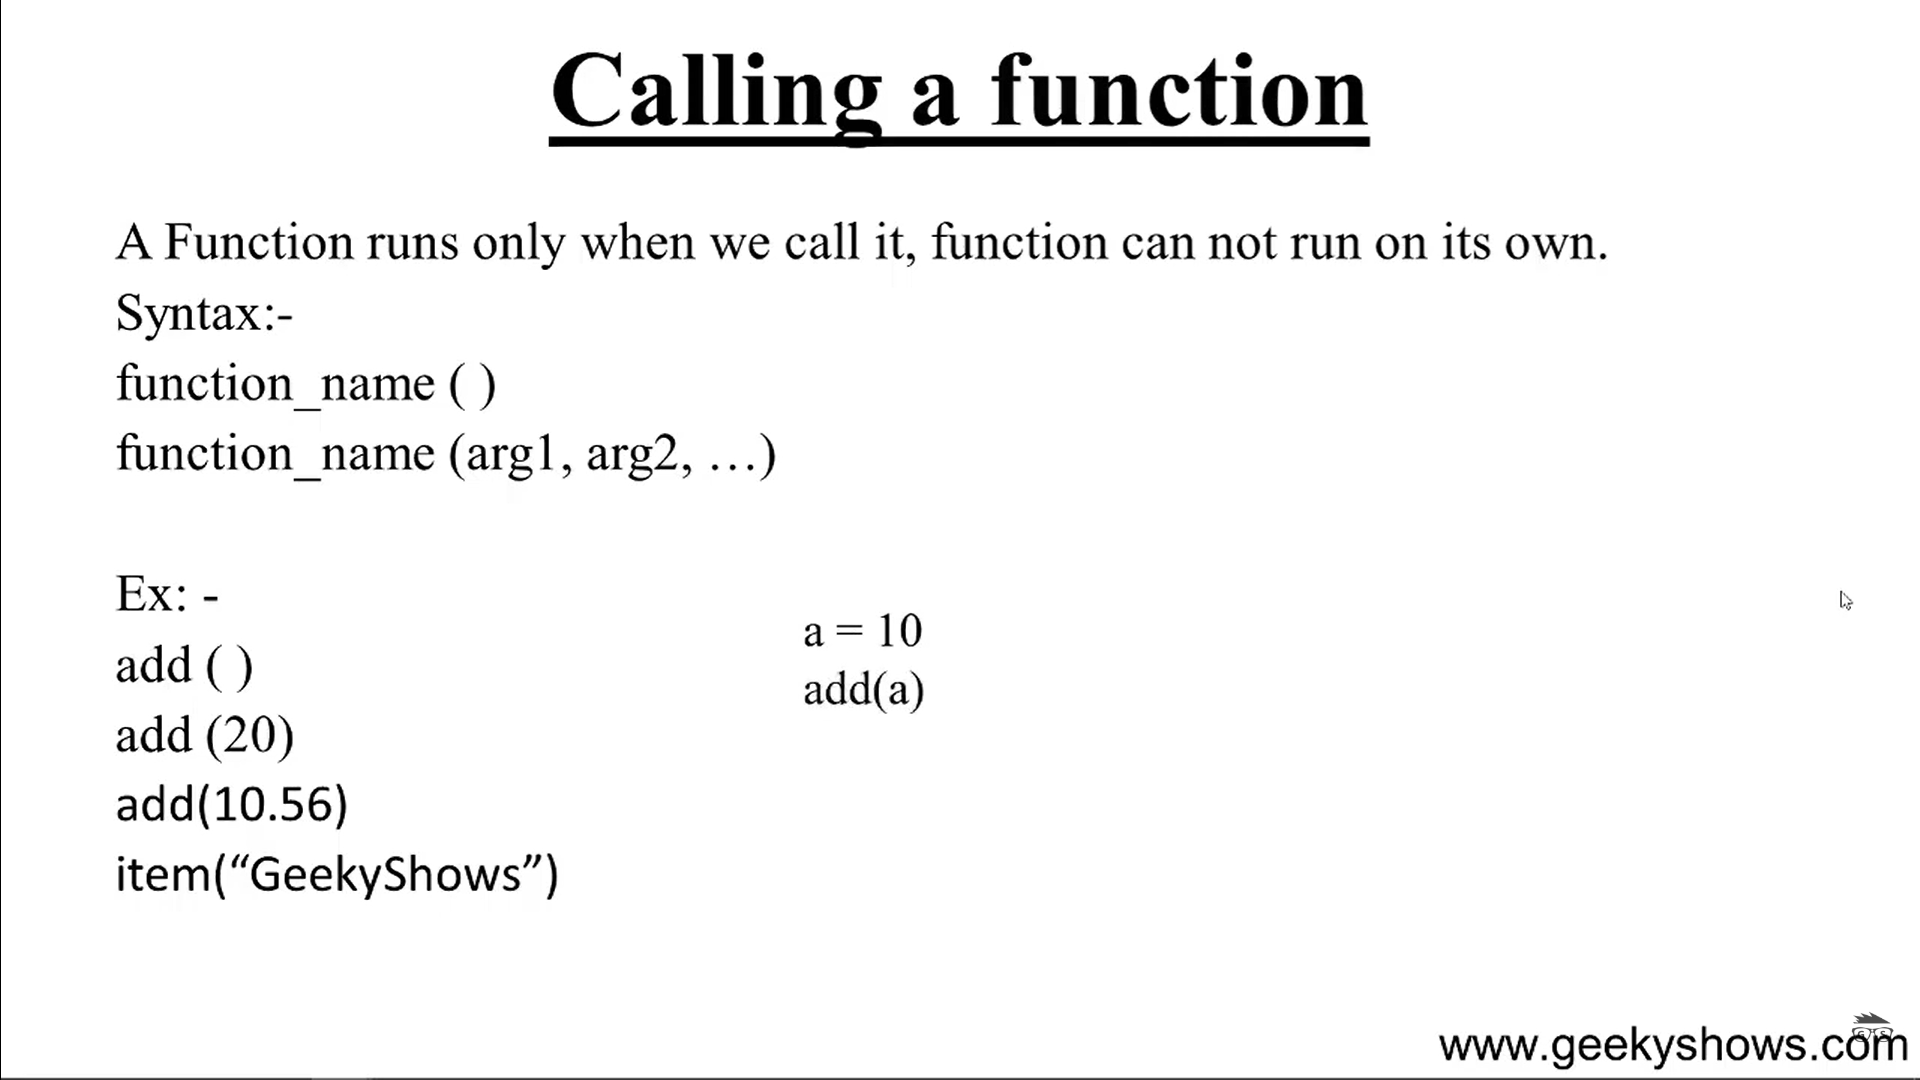 Calling a function
A Function runs only when we call it, function can not run on its own.
Syntax:-
function_name ( )
function_name (arg1, arg2, …)
Ex: -
add ( )
add (20)
add(10.56)
item(“GeekyShows”)
a = 10
add(a)
www.geekyshows.com